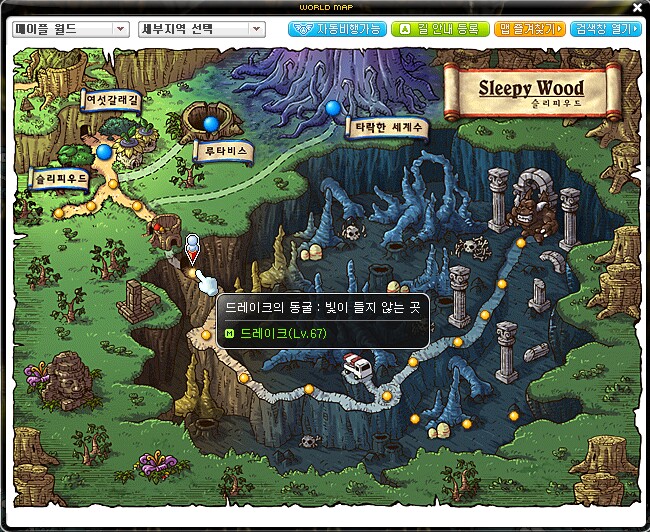 WORLD MAP
메이플 월드
세부지역 선택
자동비행가능
길 안내 등록
맵 즐겨찾기
검색창 열기
Sleepy Wood
슬리피우드
여섯갈래길
루타비스
타락한 세계수
슬리피우드
드레이크의 동굴 : 빛이 들지 않는 곳
M 드레이크(Lv.67)